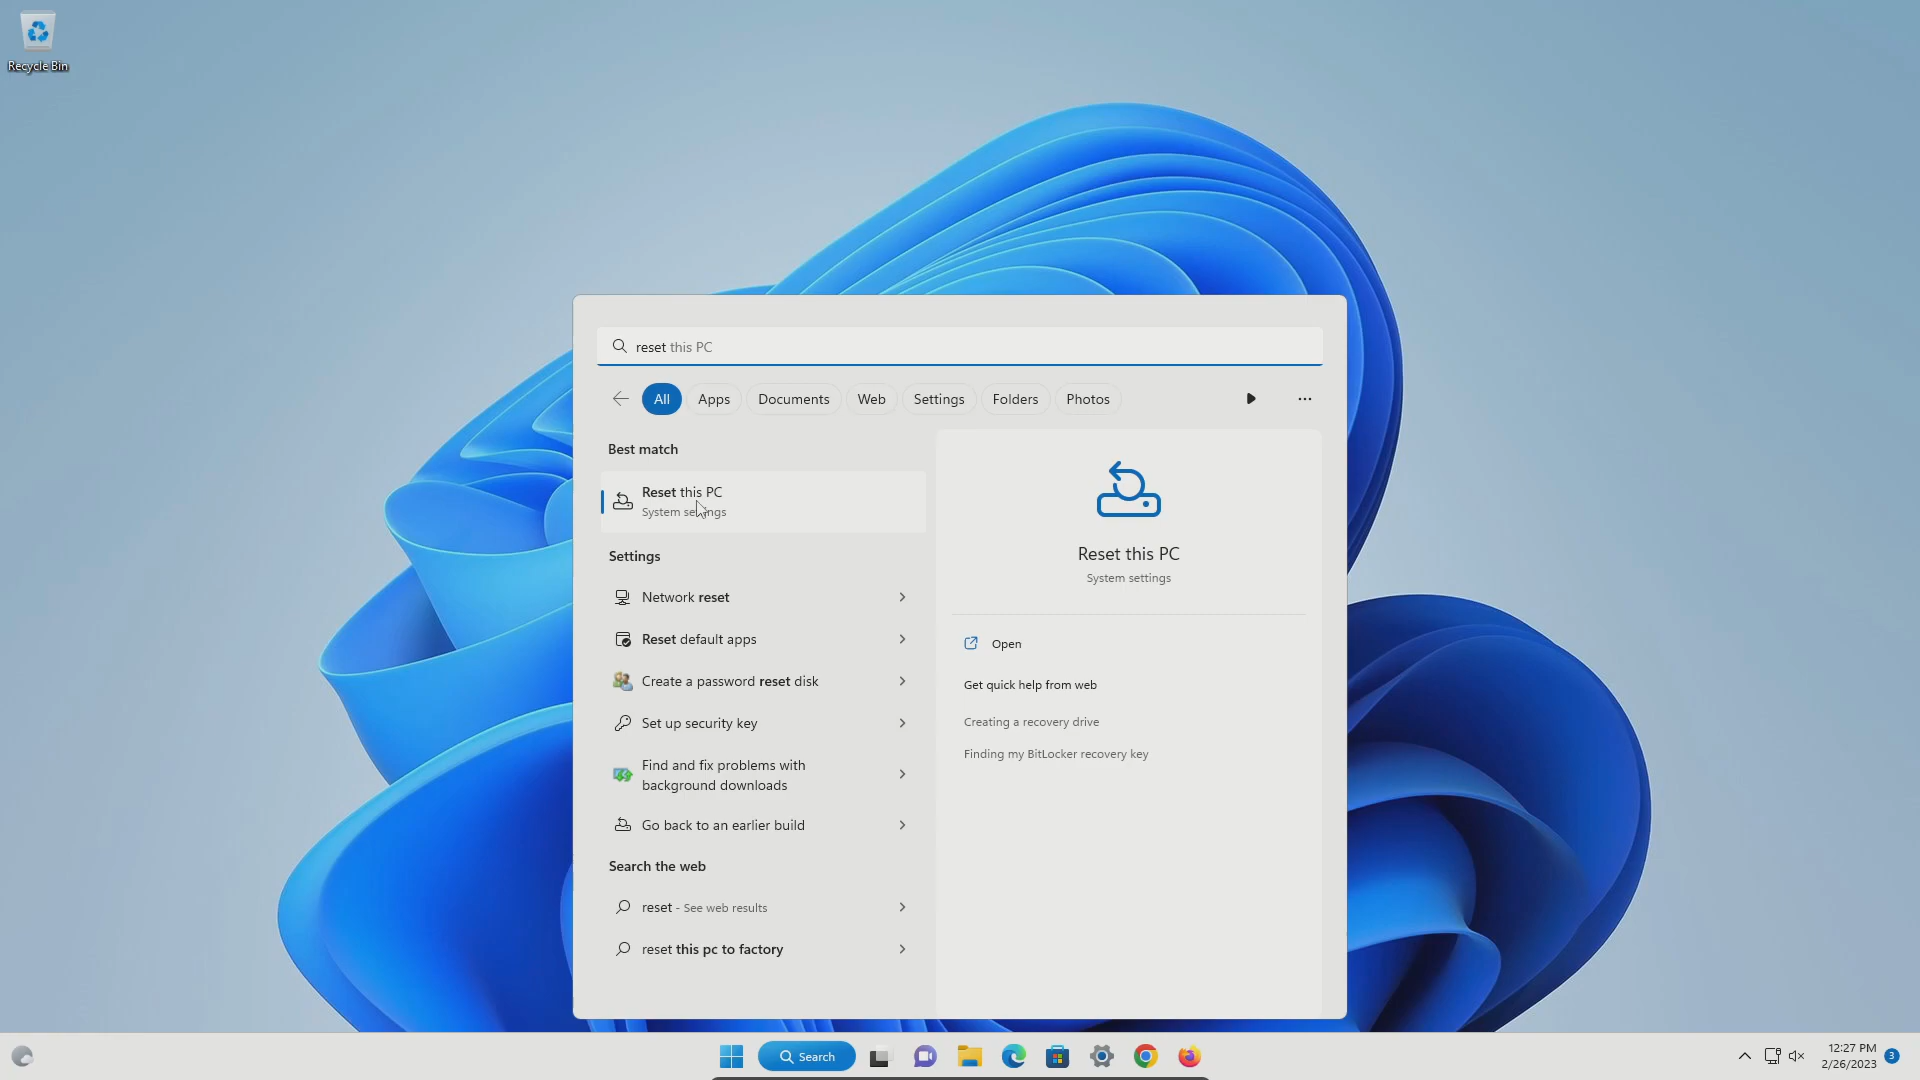 Recycle Bin
reset this PC
All Apps Documents Web Settings Folders Photos
Best match
Reset this PC
System settings
Settings
Network reset
Reset default apps
Create a password reset disk
Set up security key
Find and fix problems with
background downloads
Go back to an earlier build
Search the web
reset - See web results
reset this pc to factory
Reset this PC
System settings
Open
Get quick help from web
Creating a recovery drive
Finding my BitLocker recovery key
Search
12:27 PM
2/26/2023
3